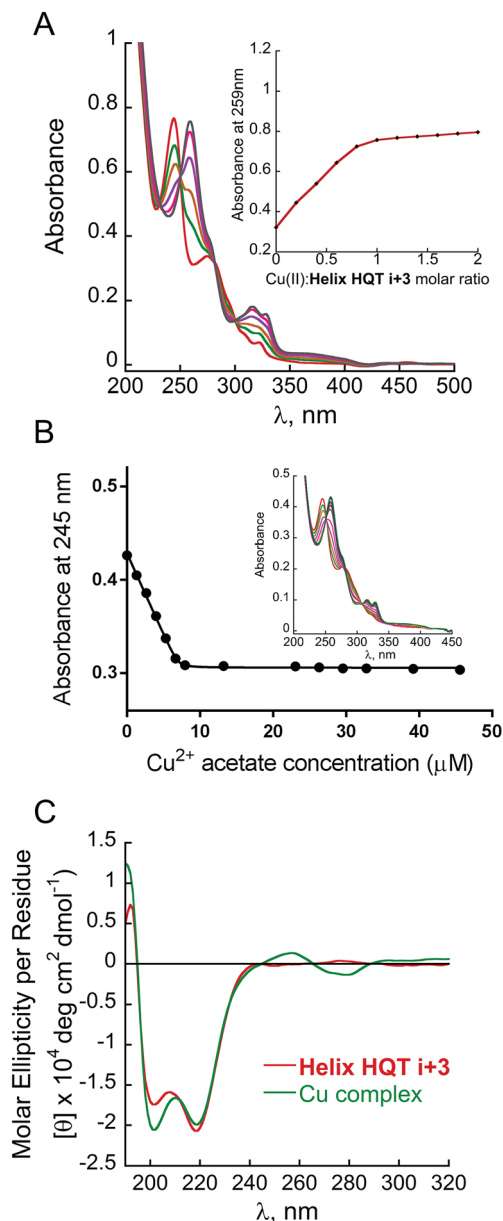 A
Absorbance
1
0.8
0.6
0.4
0.2
0
200 250 300 350 400 450 500
λ, nm
Absorbance at 259nm
1.2
1
0.8
0.6
0.4
0.2
0 0.5 1 1.5 2
Cu(II):Helix HQT i+3 molar ratio
B
Absorbance at 245 nm
0.5
0.4
0.3
0 10 20 30 40 50
Cu²⁺ acetate concentration (μM)
Absorbance
0.5
0.4
0.3
0.2
0.1
0
200 250 300 350 400 450
λ, nm
C
Molar Ellipticity per Residue
[θ] x 10⁴ deg cm² dmol⁻¹]
1.5
1
0.5
0
-0.5
-1
-1.5
-2
-2.5
200 220 240 260 280 300 320
λ, nm
Helix HQT i+3
Cu complex